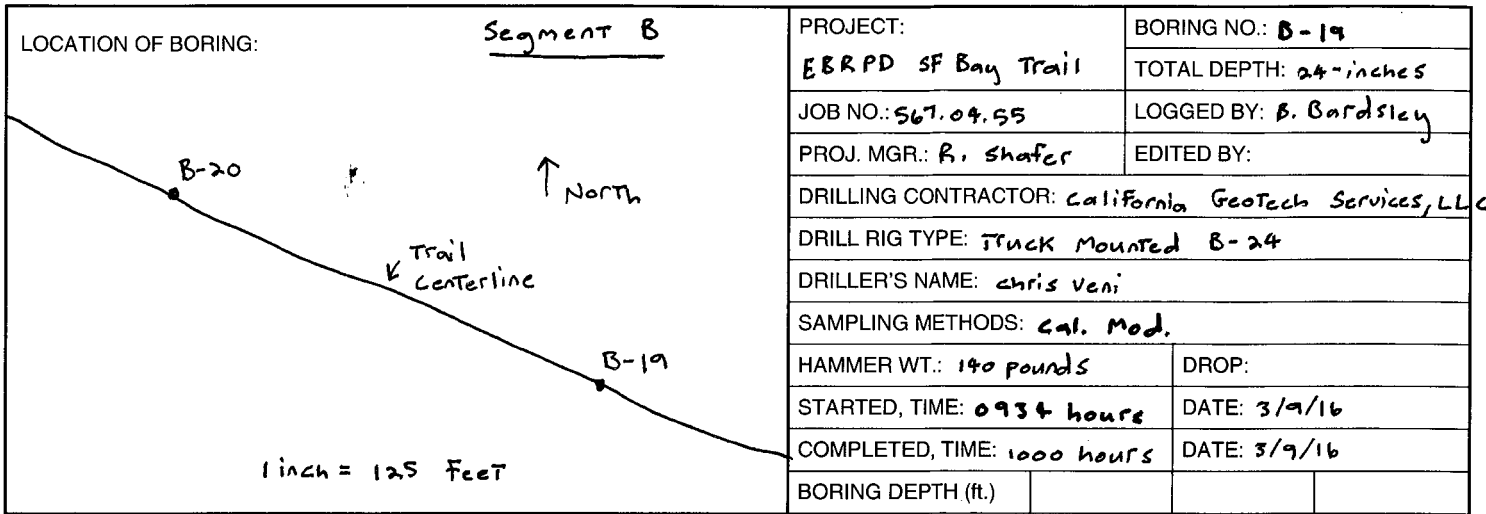 LOCATION OF BORING:
Segment B
B-20
North
Trail
Centerline
B-19
1 inch = 125 Feet
PROJECT:
EBRPD SF Bay Trail
BORING NO.: B-19
TOTAL DEPTH: 24-inches
JOB NO.: 567.04.55
LOGGED BY: B. Bardsley
PROJ. MGR.: R. Shafer
EDITED BY:
DRILLING CONTRACTOR: California GeoTech Services, LLC
DRILL RIG TYPE: Truck Mounted B-24
DRILLER'S NAME: Chris Veni
SAMPLING METHODS: Cal. Mod.
HAMMER WT.: 140 pounds
DROP:
STARTED, TIME: 0934 hours
DATE: 3/9/16
COMPLETED, TIME: 1000 hours
DATE: 3/9/16
BORING DEPTH (ft.)